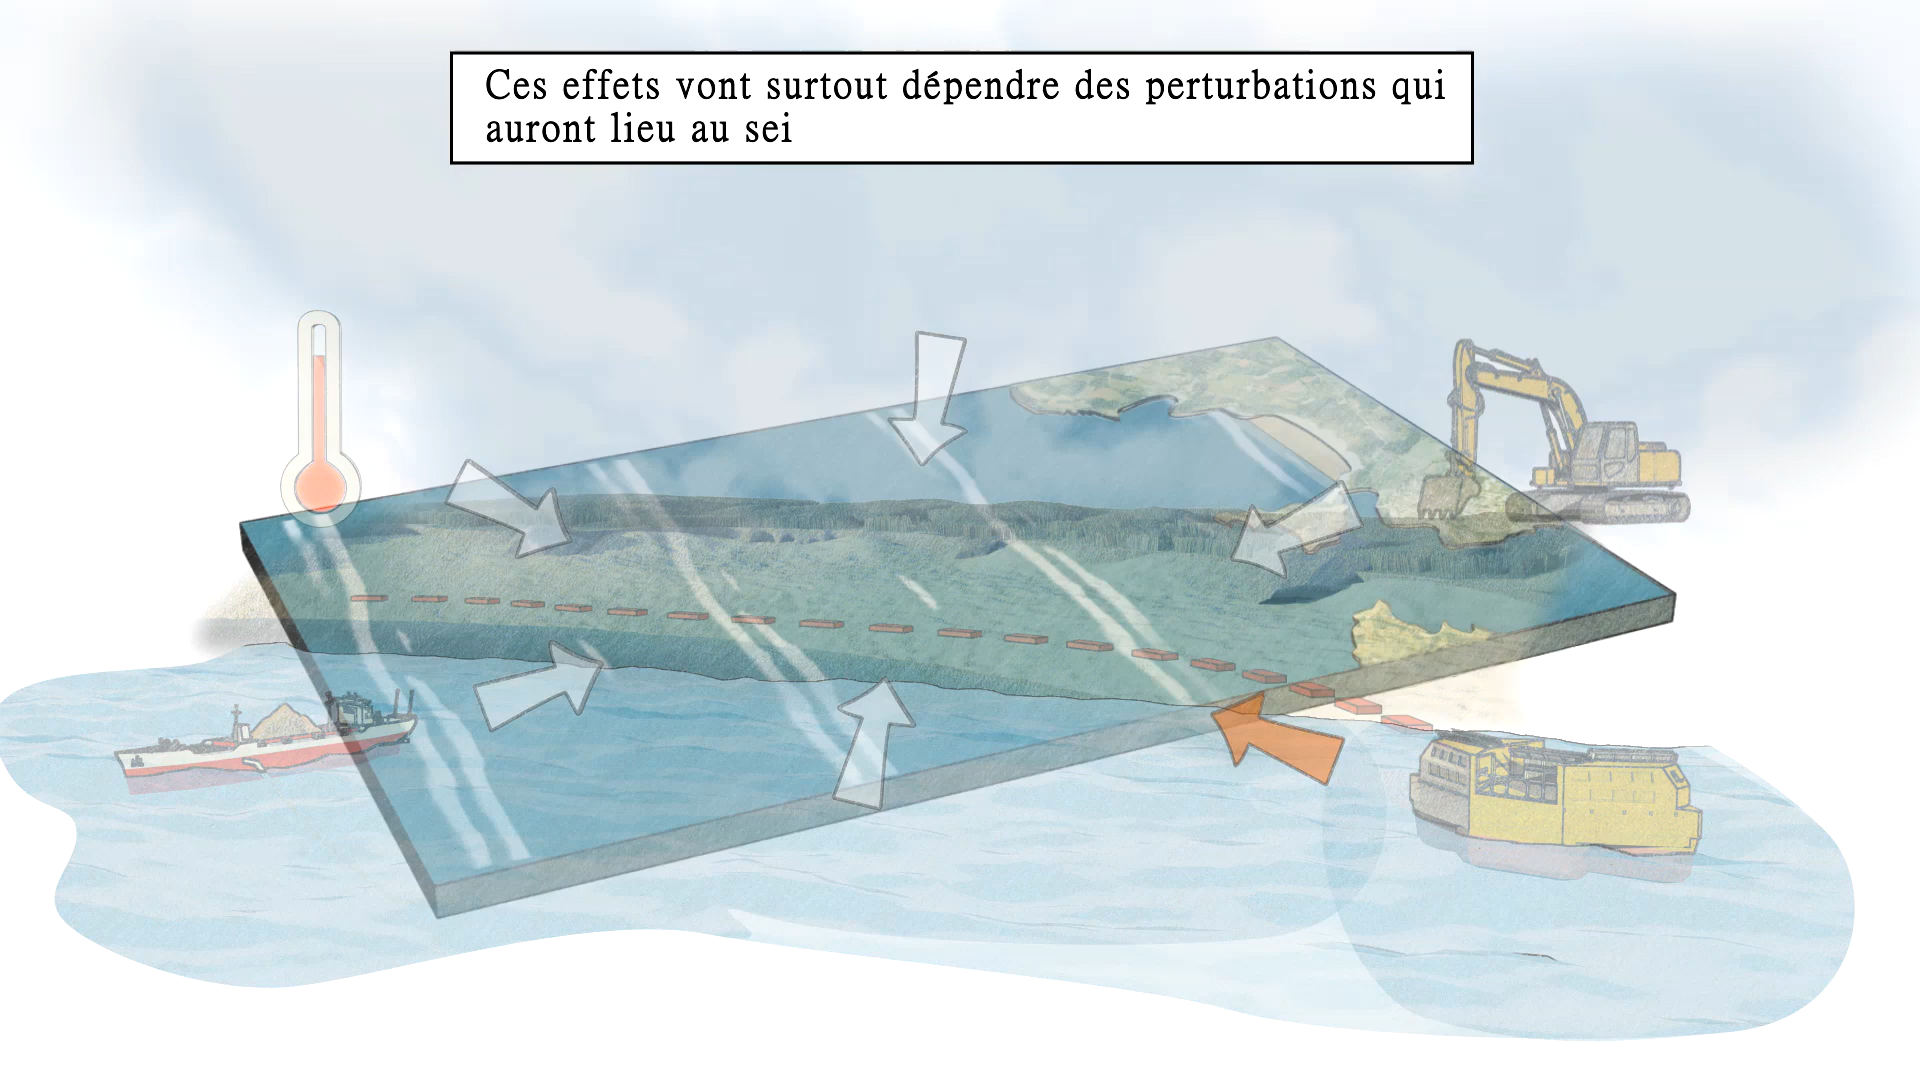 Ces effets vont surtout dépendre des perturbations qui
auront lieu au sei